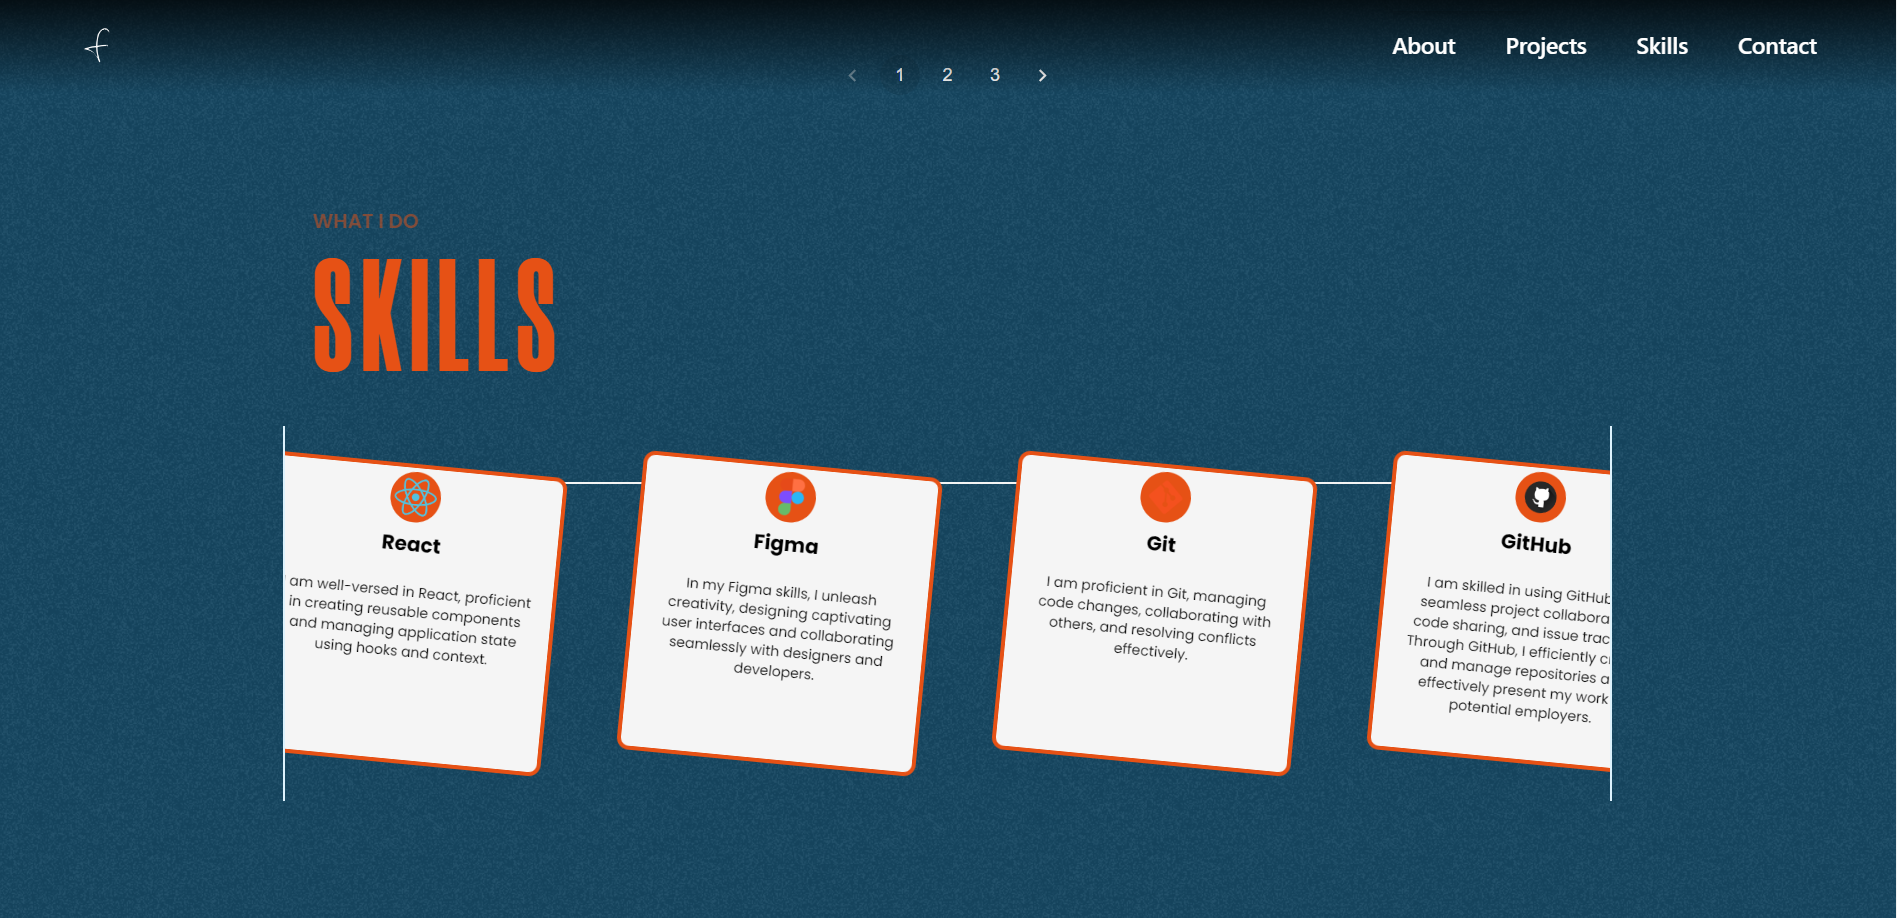 f
About Projects Skills Contact
1 2 3
WHAT I DO
SKILLS
React
am well-versed in React, proficient
in creating reusable components
and managing application state
using hooks and context.
Figma
In my Figma skills, I unleash
creativity, designing captivating
user interfaces and collaborating
seamlessly with designers and
developers.
Git
I am proficient in Git, managing
code changes, collaborating with
others, and resolving conflicts
effectively.
GitHub
I am skilled in using GitHub
seamless project collabora
code sharing, and issue trac
Through GitHub, I efficiently c
and manage repositories a
effectively present my work
potential employers.